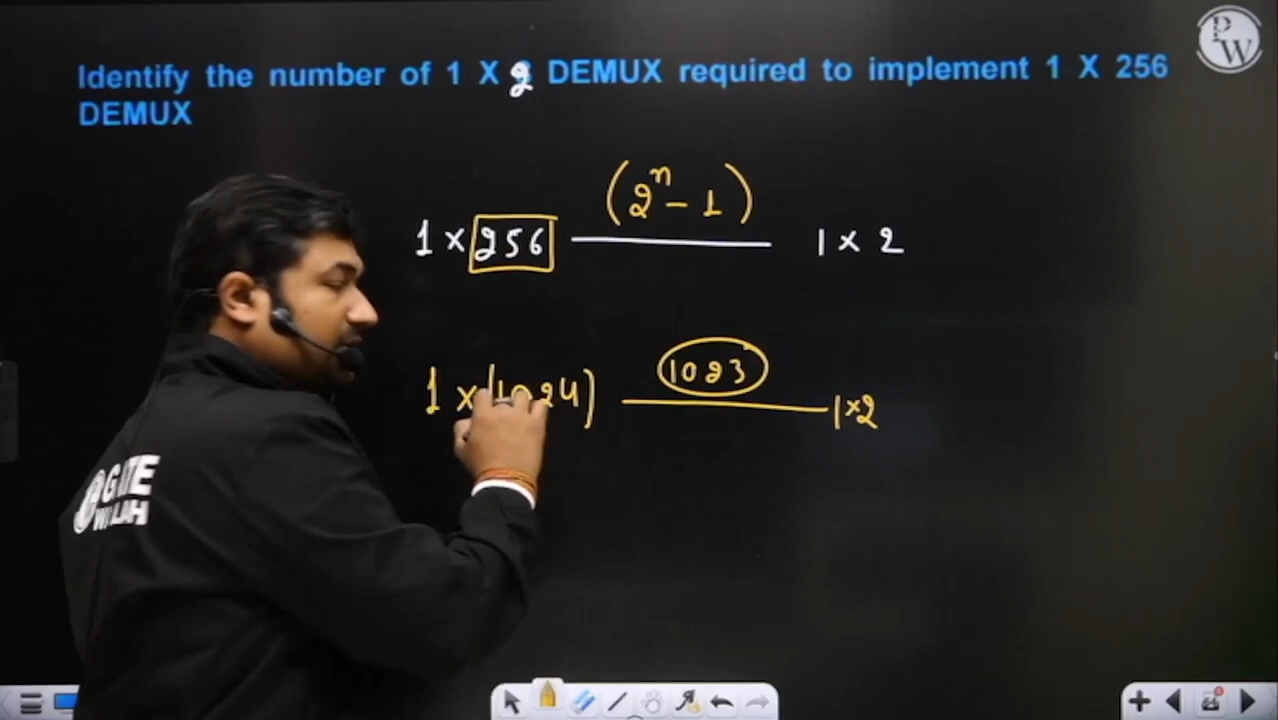 PW
Identify the number of 1 X 2 DEMUX required to implement 1 X 256
DEMUX
(2ⁿ - 1)
1 × 256 1 × 2
1023
1 × (1024) 1×2
GATE
WALLAH